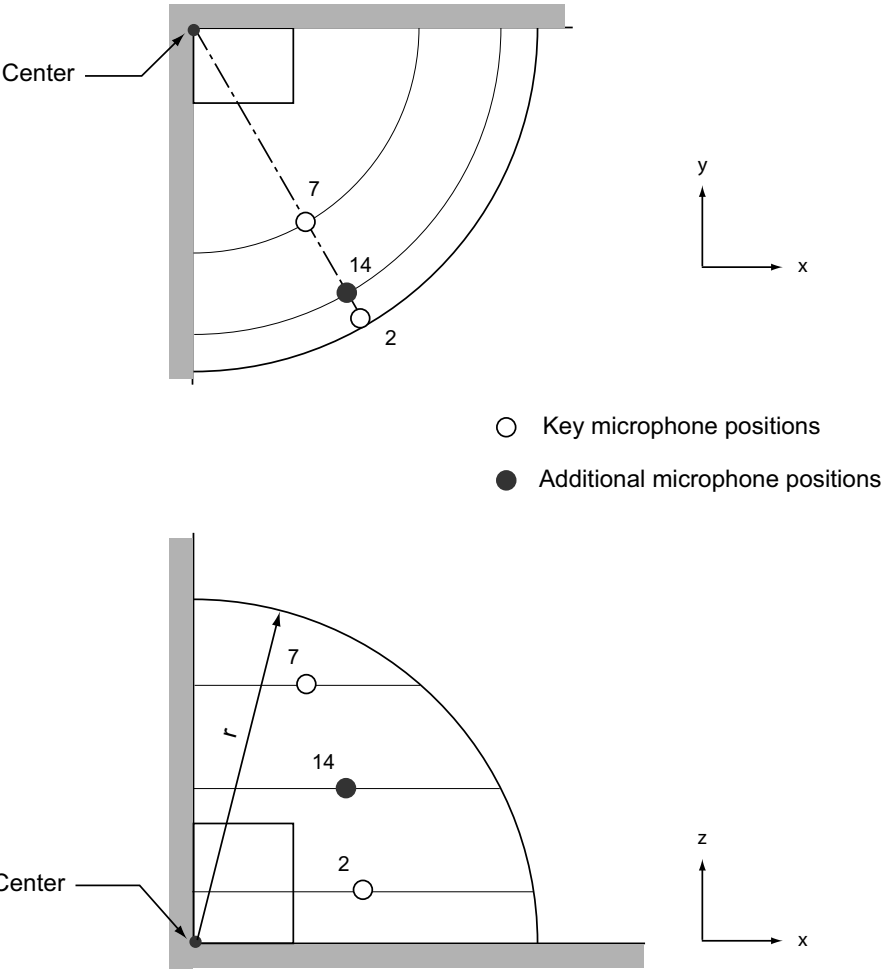 Center
7
14
2
y
x
Key microphone positions
Additional microphone positions
7
r
14
2
Center
z
x